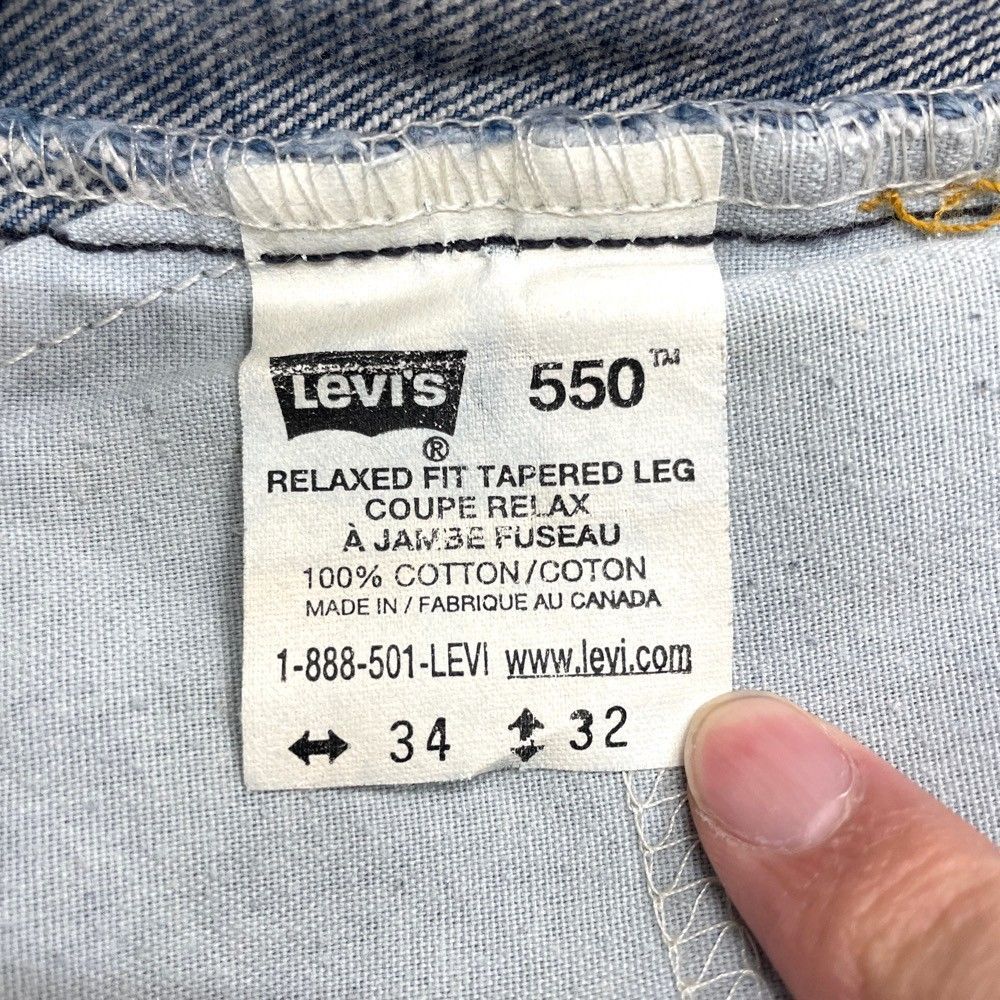 Levi's 550™
®
RELAXED FIT TAPERED LEG
COUPE RELAX
À JAMBE FUSEAU
100% COTTON/COTON
MADE IN / FABRIQUE AU CANADA
1-888-501-LEVI www.levi.com
↔ 34 ↕ 32